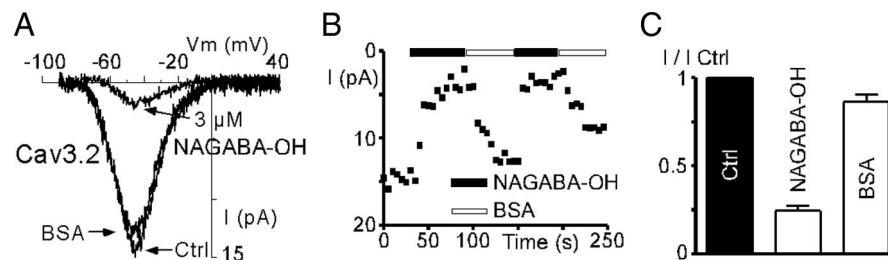 A
Vm (mV)
-100 -60 -20 40
3 µM
NAGABA-OH
Cav3.2
I (pA)
BSA
Ctrl
15
B
0
I (pA)
10
20
NAGABA-OH
BSA
0 50 100 Time (s) 250
C
I / I Ctrl
1
0.5
0
Ctrl
NAGABA-OH
BSA